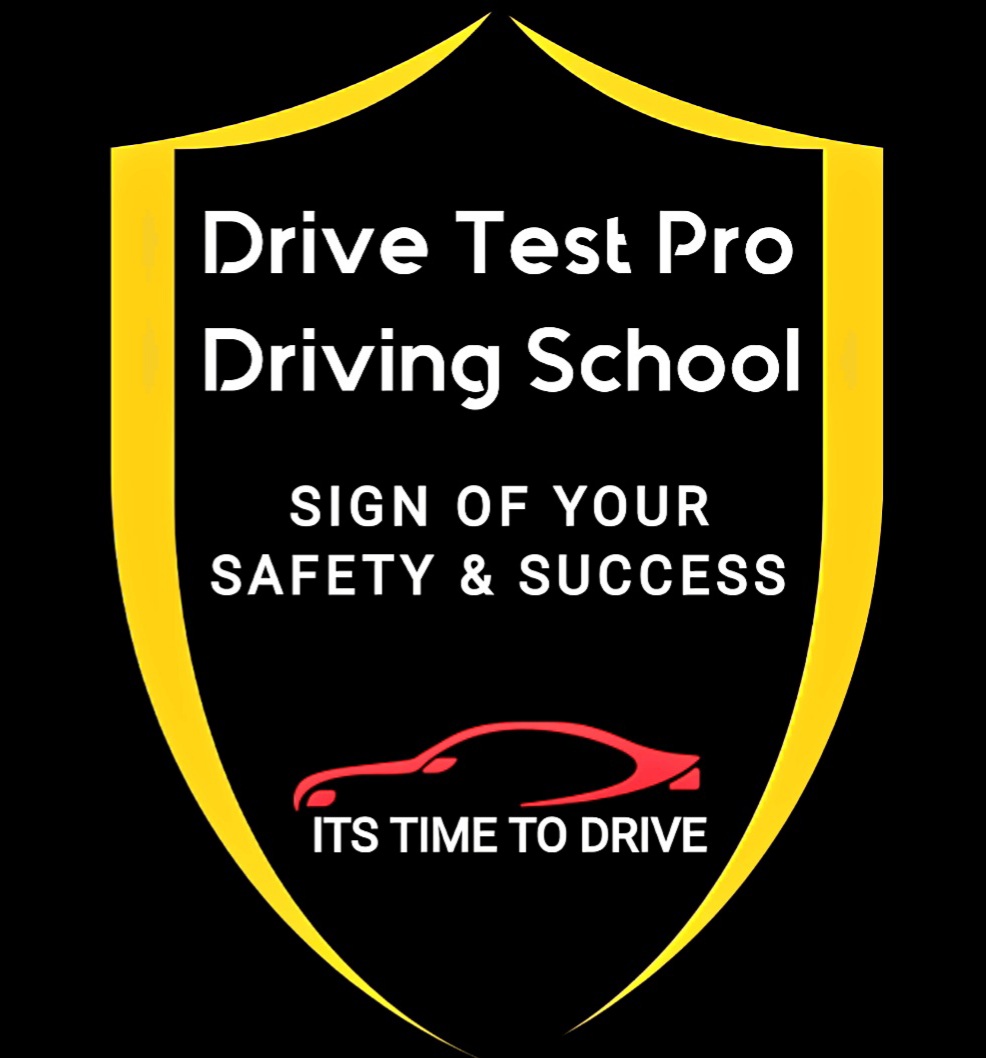 Drive Test Pro
Driving School
SIGN OF YOUR
SAFETY & SUCCESS
ITS TIME TO DRIVE